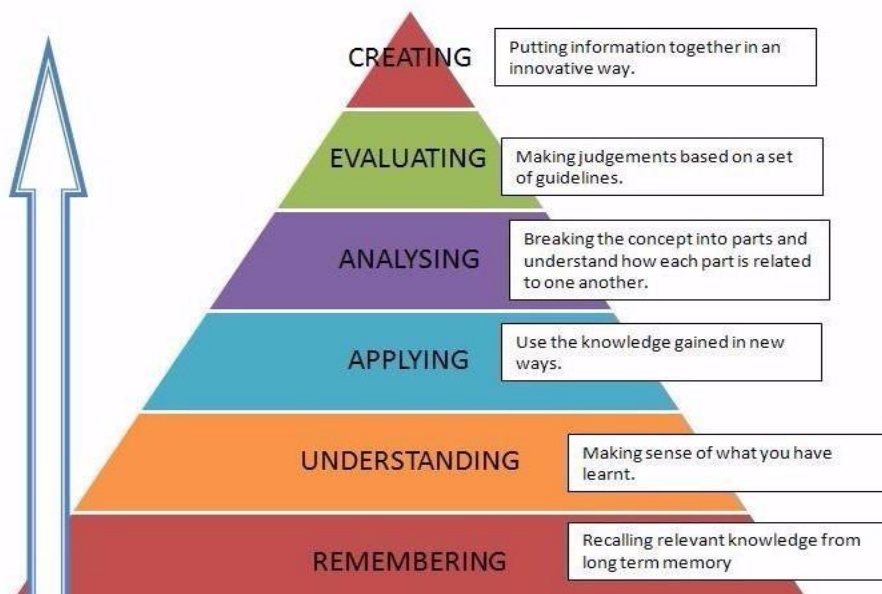 CREATING
Putting information together in an
innovative way.
EVALUATING
Making judgements based on a set
of guidelines.
ANALYSING
Breaking the concept into parts and
understand how each part is related
to one another.
APPLYING
Use the knowledge gained in new
ways.
UNDERSTANDING
Making sense of what you have
learnt.
REMEMBERING
Recalling relevant knowledge from
long term memory